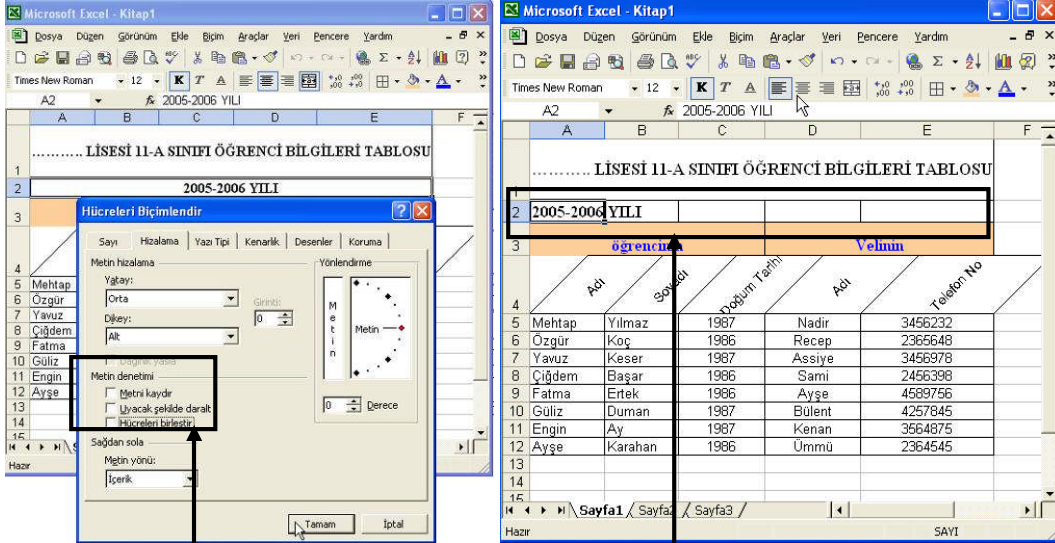 Microsoft Excel - Kitap1
Dosya Düzen Görünüm Ekle Biçim Araçlar Veri Pencere Yardım
Times New Roman 12 K T A
A2 fx 2005-2006 YILI
A B C D E F
1 ........... LİSESİ 11-A SINIFI ÖĞRENCİ BİLGİLERİ TABLOSU
2 2005-2006 YILI
3
4
5 Mehtap
6 Özgür
7 Yavuz
8 Çiğdem
9 Fatma
10 Güliz
11 Engin
12 Ayşe
13
14
15
Hazır
Hücreleri Biçimlendir
Sayı Hizalama Yazı Tipi Kenarlık Desenler Koruma
Metin hizalama
Yatay:
Orta
Girinti:
0
Dikey:
Alt
Dağınık yasla
Metin denetimi
Metni kaydır
Uyacak şekilde daralt
Hücreleri birleştir
Sağdan sola
Metin yönü:
İçerik
Yönlendirme
Metin
Metin
0 Derece
Tamam İptal
Microsoft Excel - Kitap1
Dosya Düzen Görünüm Ekle Biçim Araçlar Veri Pencere Yardım
Times New Roman 12 K T A
A2 fx 2005-2006 YILI
A B C D E F
1 ........... LİSESİ 11-A SINIFI ÖĞRENCİ BİLGİLERİ TABLOSU
2 2005-2006 YILI
3 öğrencinin Velinin
4 Adı Soyadı Doğum Tarihi Adı Telefon No
5 Mehtap Yılmaz 1987 Nadir 3456232
6 Özgür Koç 1986 Recep 2365648
7 Yavuz Keser 1987 Assiye 3456978
8 Çiğdem Başar 1986 Sami 2456398
9 Fatma Ertek 1986 Ayşe 4589756
10 Güliz Duman 1987 Bülent 4257845
11 Engin Ay 1987 Kenan 3564875
12 Ayşe Karahan 1986 Ümmü 2364545
13
14
15
Sayfa1 Sayfa2 Sayfa3
Hazır SAYI